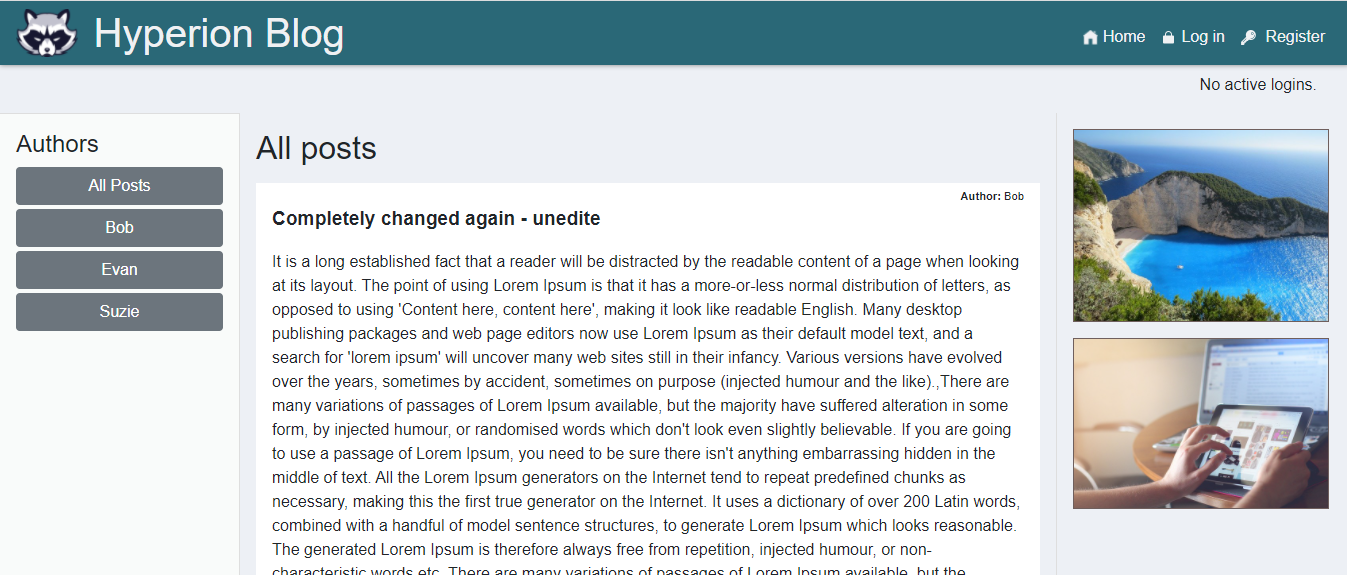 Hyperion Blog
Home Log in Register
No active logins.
Authors
All Posts
Bob
Evan
Suzie
All posts
Author: Bob
Completely changed again - unedite
It is a long established fact that a reader will be distracted by the readable content of a page when looking
at its layout. The point of using Lorem Ipsum is that it has a more-or-less normal distribution of letters, as
opposed to using 'Content here, content here', making it look like readable English. Many desktop
publishing packages and web page editors now use Lorem Ipsum as their default model text, and a
search for 'lorem ipsum' will uncover many web sites still in their infancy. Various versions have evolved
over the years, sometimes by accident, sometimes on purpose (injected humour and the like).,There are
many variations of passages of Lorem Ipsum available, but the majority have suffered alteration in some
form, by injected humour, or randomised words which don't look even slightly believable. If you are going
to use a passage of Lorem Ipsum, you need to be sure there isn't anything embarrassing hidden in the
middle of text. All the Lorem Ipsum generators on the Internet tend to repeat predefined chunks as
necessary, making this the first true generator on the Internet. It uses a dictionary of over 200 Latin words,
combined with a handful of model sentence structures, to generate Lorem Ipsum which looks reasonable.
The generated Lorem Ipsum is therefore always free from repetition, injected humour, or non-
characteristic words etc. There are many variations of passages of Lorem Ipsum available, but the